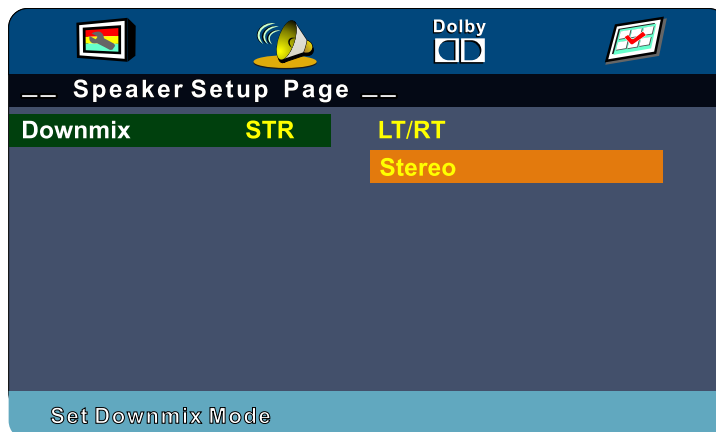 Dolby
__ Speaker Setup Page __
Downmix STR LT/RT
Stereo
Set Downmix Mode